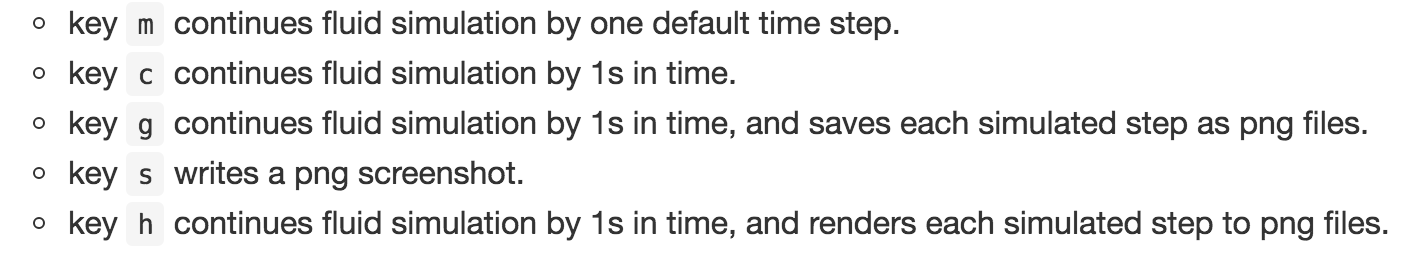 key m continues fluid simulation by one default time step.
key c continues fluid simulation by 1s in time.
key g continues fluid simulation by 1s in time, and saves each simulated step as png files.
key s writes a png screenshot.
key h continues fluid simulation by 1s in time, and renders each simulated step to png files.